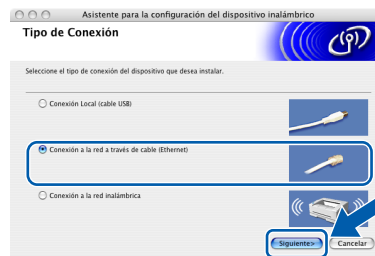 Asistente para la configuración del dispositivo inalámbrico
Tipo de Conexión
Seleccione el tipo de conexión del dispositivo que desea instalar.
Conexión Local (cable USB)
Conexión a la red a través de cable (Ethernet)
Conexión a la red inalámbrica
Siguiente> Cancelar